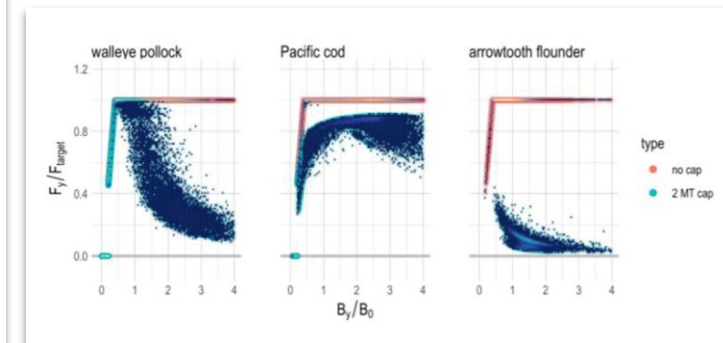 walleye pollock Pacific cod arrowtooth flounder
1.2
0.8
0.4
0.0
Fy/Ftarget
type
no cap
2 MT cap
0 1 2 3 4 0 1 2 3 4 0 1 2 3 4
By/B0